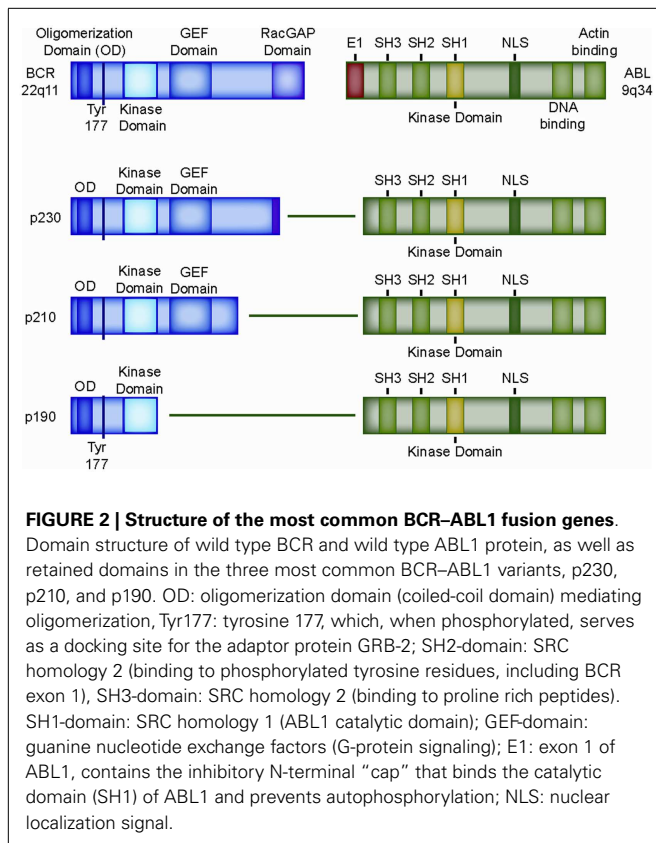 Oligomerization GEF RacGAP Actin
Domain (OD) Domain Domain E1 SH3 SH2 SH1 NLS binding
BCR ABL
22q11 9q34
Tyr Kinase DNA
177 Domain Kinase Domain binding
Kinase GEF
OD Domain Domain SH3 SH2 SH1 NLS
p230
Kinase Domain
Kinase GEF
OD Domain Domain SH3 SH2 SH1 NLS
p210
Kinase Domain
Kinase
OD Domain SH3 SH2 SH1 NLS
p190
Tyr
177 Kinase Domain
FIGURE 2 | Structure of the most common BCR–ABL1 fusion genes.
Domain structure of wild type BCR and wild type ABL1 protein, as well as
retained domains in the three most common BCR–ABL1 variants, p230,
p210, and p190. OD: oligomerization domain (coiled-coil domain) mediating
oligomerization, Tyr177: tyrosine 177, which, when phosphorylated, serves
as a docking site for the adaptor protein GRB-2; SH2-domain: SRC
homology 2 (binding to phosphorylated tyrosine residues, including BCR
exon 1), SH3-domain: SRC homology 2 (binding to proline rich peptides).
SH1-domain: SRC homology 1 (ABL1 catalytic domain); GEF-domain:
guanine nucleotide exchange factors (G-protein signaling); E1: exon 1 of
ABL1, contains the inhibitory N-terminal “cap” that binds the catalytic
domain (SH1) of ABL1 and prevents autophosphorylation; NLS: nuclear
localization signal.